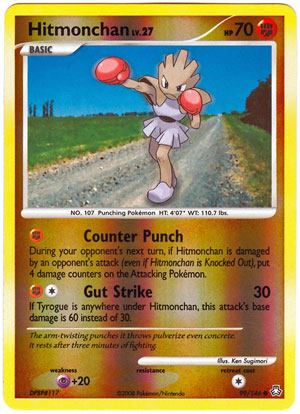 Hitmonchan LV.27 HP 70
BASIC
NO. 107 Punching Pokémon HT: 4'07" WT: 110.7 lbs.
Counter Punch
During your opponent's next turn, if Hitmonchan is damaged
by an opponent's attack (even if Hitmonchan is Knocked Out), put
4 damage counters on the Attacking Pokémon.
Gut Strike 30
If Tyrogue is anywhere under Hitmonchan, this attack's base
damage is 60 instead of 30.
Illus. Ken Sugimori
The arm-twisting punches it throws pulverize even concrete.
It rests after three minutes of fighting.
weakness resistance retreat cost
+20
DPBP#117 ©2008 Pokémon/Nintendo 99/146